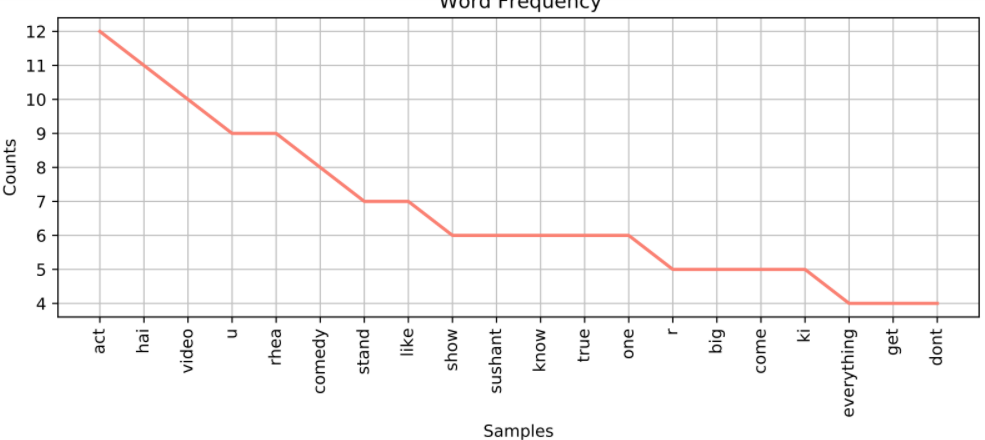 Word Frequency
12
11
10
9
8
7
6
5
4
Counts
act
hai
video
u
rhea
comedy
stand
like
show
sushant
know
true
one
r
big
come
ki
everything
get
dont
Samples